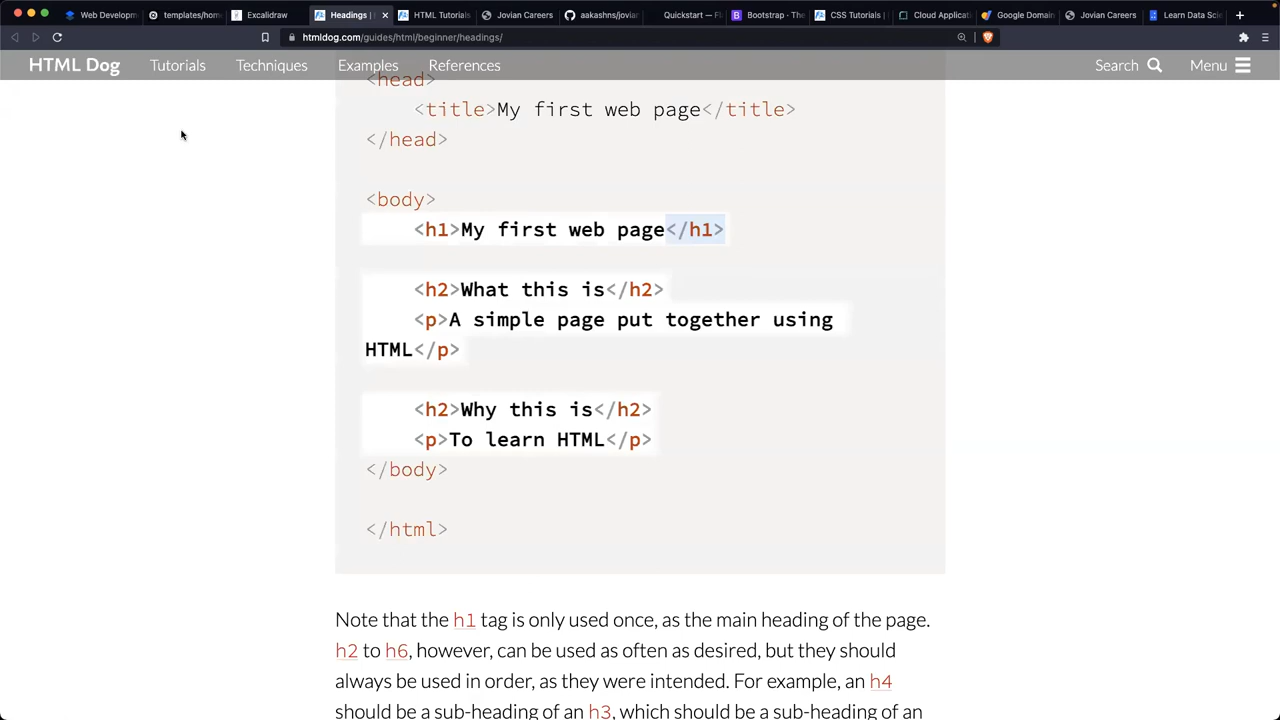 Web Developm
templates/hom
Excalidraw
Headings |
HTML Tutorials
Jovian Careers
aakashns/jovian
Quickstart — Fl
Bootstrap · The
CSS Tutorials |
Cloud Applicat
Google Domain
Jovian Careers
Learn Data Scie
htmldog.com/guides/html/beginner/headings/
HTML Dog
Tutorials
Techniques
Examples
References
Search
Menu
<head>
<title>My first web page</title>
</head>
<body>
<h1>My first web page</h1>
<h2>What this is</h2>
<p>A simple page put together using
HTML</p>
<h2>Why this is</h2>
<p>To learn HTML</p>
</body>
</html>
Note that the h1 tag is only used once, as the main heading of the page.
h2 to h6, however, can be used as often as desired, but they should
always be used in order, as they were intended. For example, an h4
should be a sub-heading of an h3, which should be a sub-heading of an